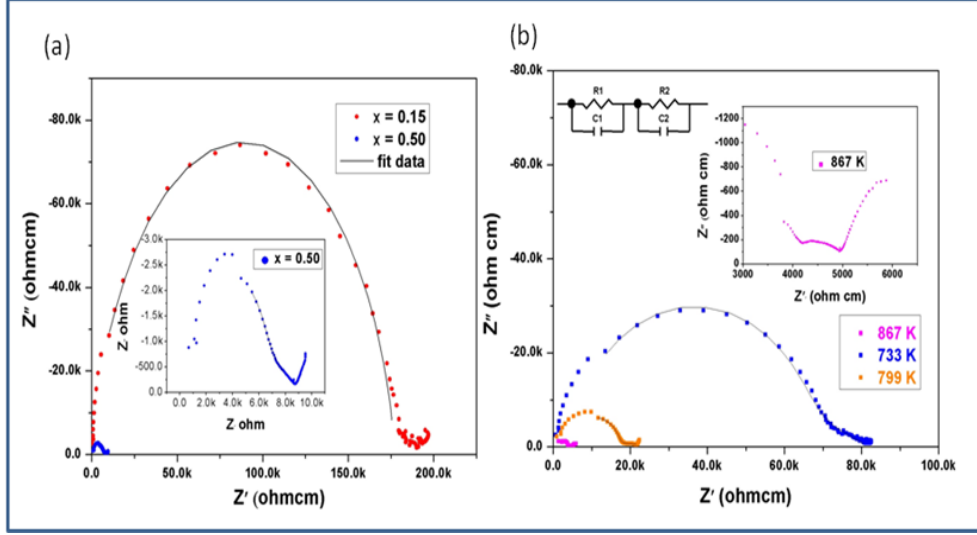 (a)
-80.0k
-60.0k
-40.0k
-20.0k
0.0
0.0
50.0k
100.0k
150.0k
200.0k
Z′ (ohmcm)
Z″ (ohmcm)
x = 0.15
x = 0.50
fit data
-3.0k
-2.5k
-2.0k
-1.5k
-1.0k
-500.0
0.0
0.0
2.0k
4.0k
6.0k
8.0k
10.0k
Z ohm
Z ohm
x = 0.50
(b)
-80.0k
-60.0k
-40.0k
-20.0k
0.0
0.0
20.0k
40.0k
60.0k
80.0k
100.0k
Z′ (ohm cm)
Z″ (ohm cm)
R1
R2
C1
C2
-1200
-1000
-800
-600
-400
-200
0
3000
4000
5000
6000
Z′ (ohm cm)
Z″ (ohm cm)
867 K
867 K
733 K
799 K